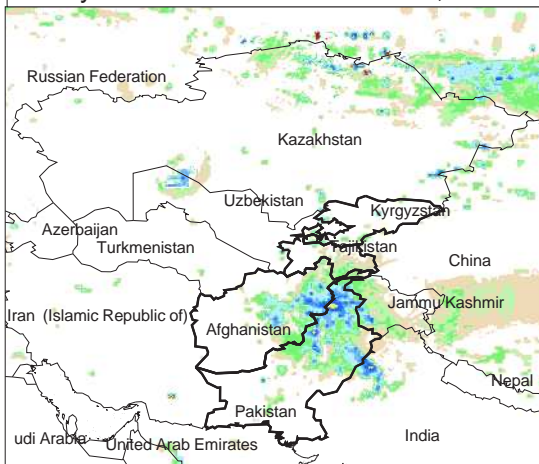 Russian Federation
Kazakhstan
Uzbekistan
Kyrgyzstan
Azerbaijan
Turkmenistan
Tajikistan
China
Iran (Islamic Republic of)
Afghanistan
Jammu Kashmir
Nepal
Pakistan
udi Arabia
United Arab Emirates
India